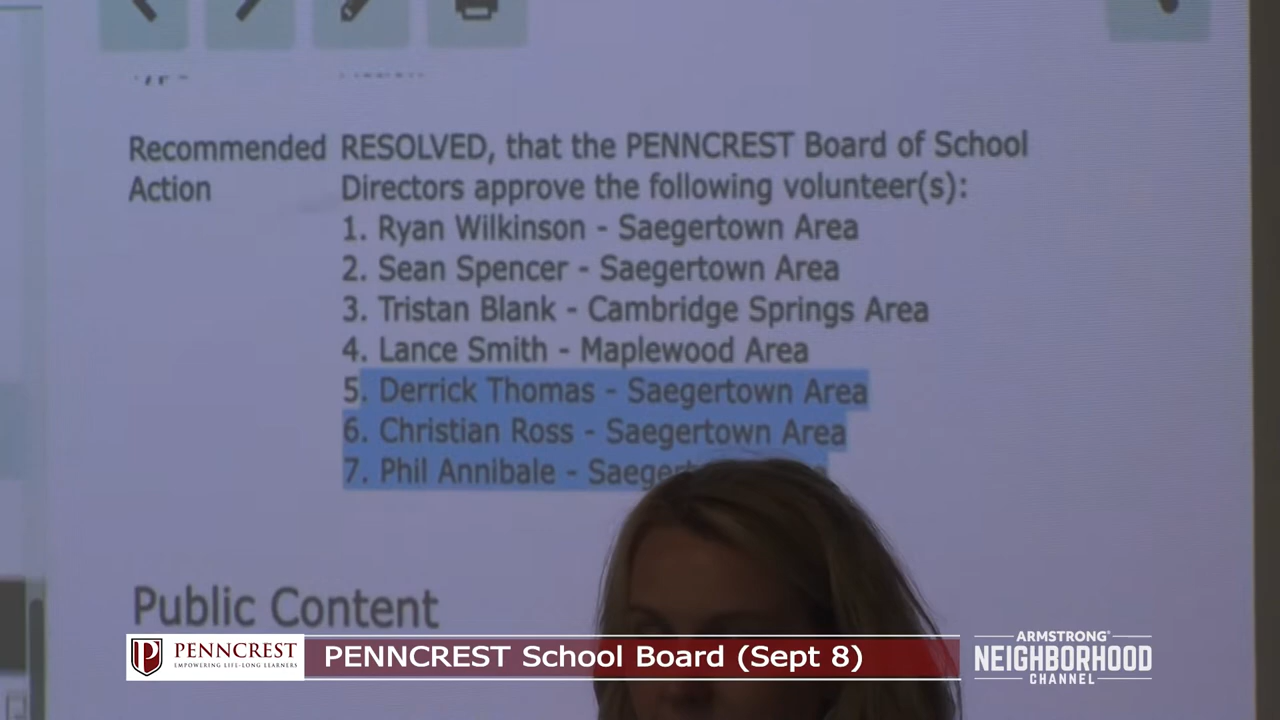 Recommended RESOLVED, that the PENNCREST Board of School
Action Directors approve the following volunteer(s):
1. Ryan Wilkinson - Saegertown Area
2. Sean Spencer - Saegertown Area
3. Tristan Blank - Cambridge Springs Area
4. Lance Smith - Maplewood Area
5. Derrick Thomas - Saegertown Area
6. Christian Ross - Saegertown Area
7. Phil Annibale -
Public Content
P PENNCREST
EMPOWERING LIFE-LONG LEARNERS
PENNCREST School Board (Sept 8)
ARMSTRONG®
NEIGHBORHOOD
CHANNEL